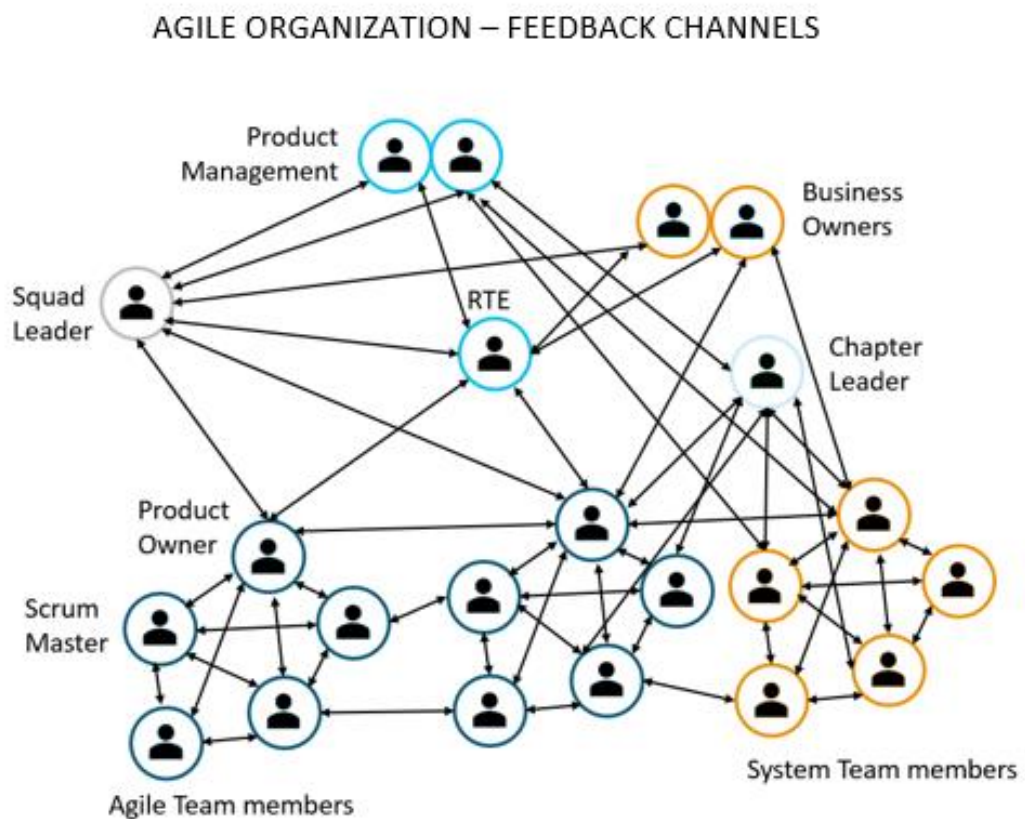 AGILE ORGANIZATION – FEEDBACK CHANNELS
Product
Management
Business
Owners
Squad
Leader
RTE
Chapter
Leader
Product
Owner
Scrum
Master
System Team members
Agile Team members